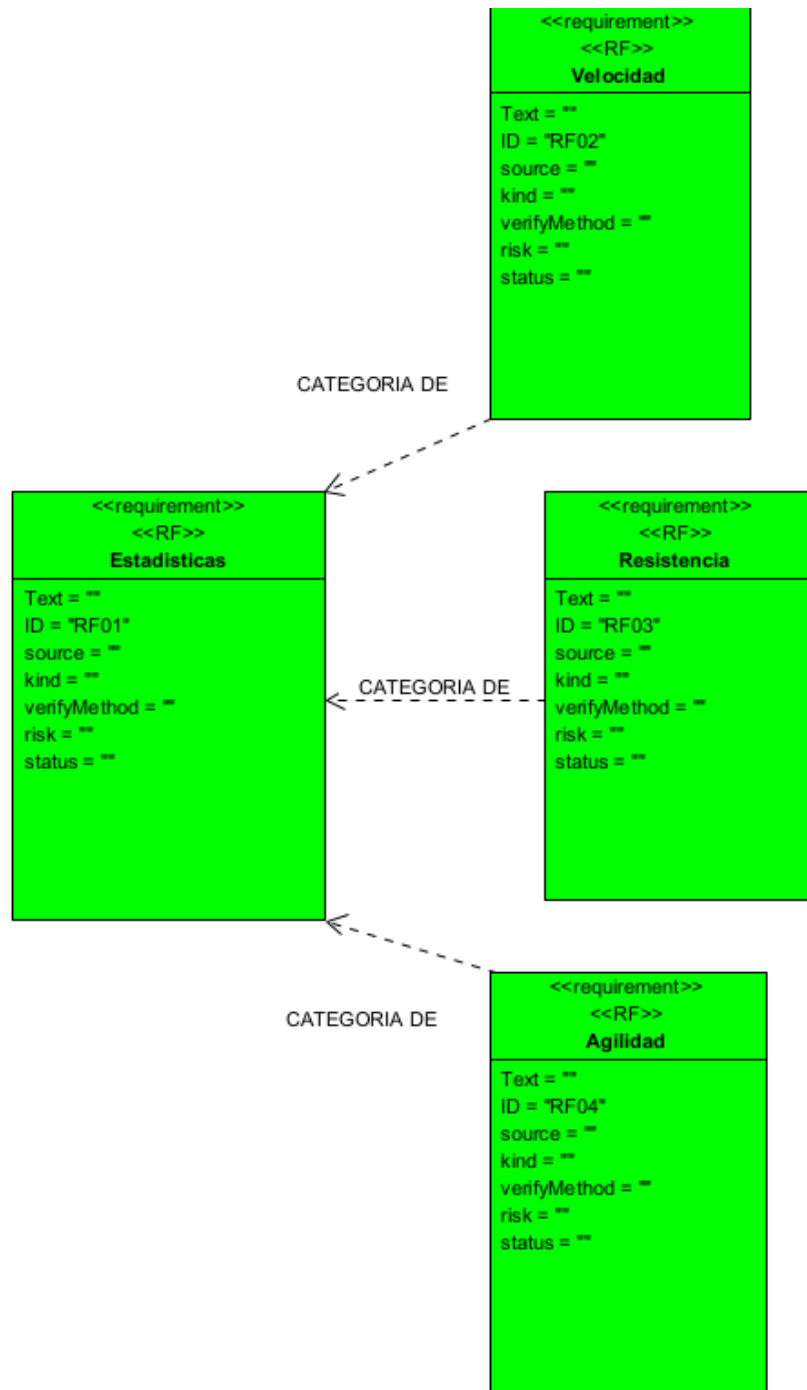 <<requirement>>
<<RF>>
Velocidad
Text = ""
ID = "RF02"
source = ""
kind = ""
verifyMethod = ""
risk = ""
status = ""
CATEGORIA DE
<<requirement>>
<<RF>>
Estadisticas
Text = ""
ID = "RF01"
source = ""
kind = ""
verifyMethod = ""
risk = ""
status = ""
CATEGORIA DE
<<requirement>>
<<RF>>
Resistencia
Text = ""
ID = "RF03"
source = ""
kind = ""
verifyMethod = ""
risk = ""
status = ""
CATEGORIA DE
<<requirement>>
<<RF>>
Agilidad
Text = ""
ID = "RF04"
source = ""
kind = ""
verifyMethod = ""
risk = ""
status = ""